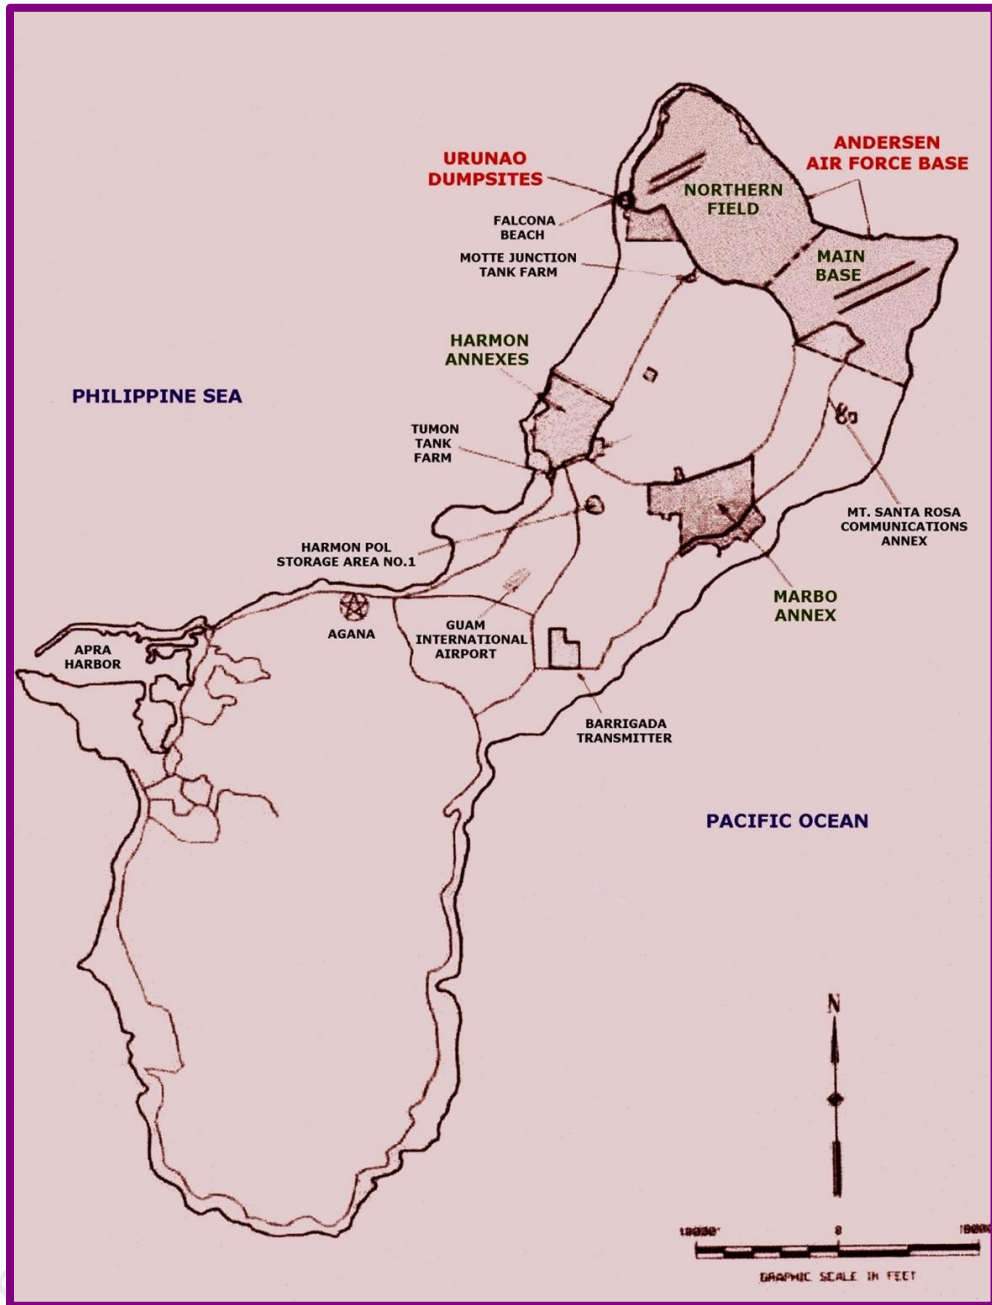 URUNAO
DUMPSITES
ANDERSEN
AIR FORCE BASE
NORTHERN
FIELD
FALCONA
BEACH
MOTTE JUNCTION
TANK FARM
MAIN
BASE
HARMON
ANNEXES
PHILIPPINE SEA
TUMON
TANK
FARM
MT. SANTA ROSA
COMMUNICATIONS
ANNEX
HARMON POL
STORAGE AREA NO.1
MARBO
ANNEX
AGANA
GUAM
INTERNATIONAL
AIRPORT
APRA
HARBOR
BARRIGADA
TRANSMITTER
PACIFIC OCEAN
N
0
GRAPHIC SCALE IN FEET